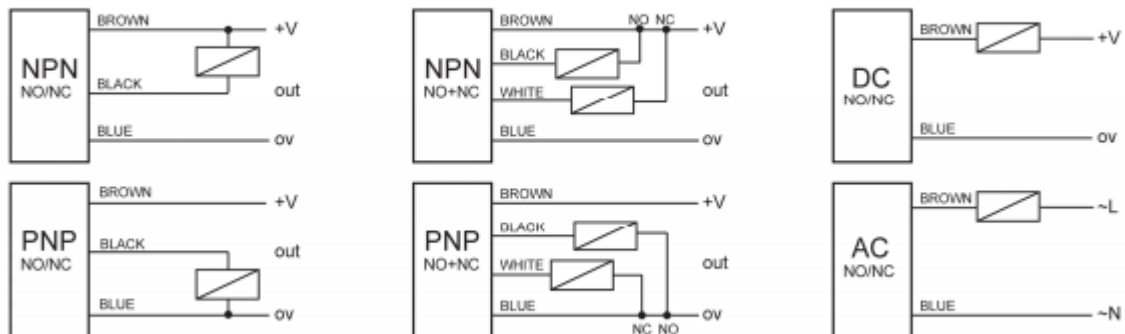 BROWN +V
NPN
NO/NC
BLACK out
BLUE ov
BROWN NO NC +V
NPN
NO+NC
BLACK
WHITE out
BLUE ov
BROWN +V
DC
NO/NC
BLUE ov
BROWN +V
PNP
NO/NC
BLACK out
BLUE ov
BROWN +V
PNP
NO+NC
BLACK
WHITE out
BLUE ov
NC NO
BROWN ~L
AC
NO/NC
BLUE ~N